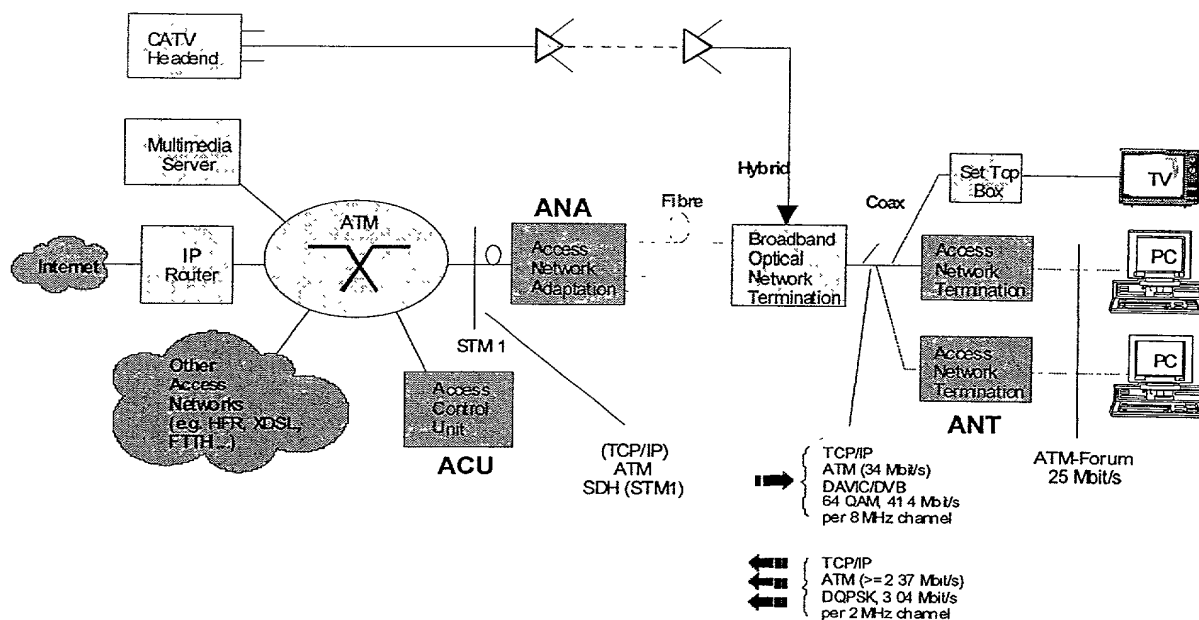 CATV
Headend
Multimedia
Server
Internet
IP
Router
ATM
Other
Access
Networks
(e.g. HFR, XDSL,
FTTH...)
Access
Control
Unit
ACU
STM 1
(TCP/IP)
ATM
SDH (STM1)
ANA
Access
Network
Adaptation
Fibre
Hybrid
Broadband
Optical
Network
Termination
Coax
Set Top
Box
TV
Access
Network
Termination
PC
Access
Network
Termination
PC
ANT
ATM-Forum
25 Mbit/s
TCP/IP
ATM (34 Mbit/s)
DAVIC/DVB
64 QAM, 41 4 Mbit/s
per 8 MHz channel
TCP/IP
ATM (>= 2 37 Mbit/s)
DQPSK, 3 04 Mbit/s
per 2 MHz channel